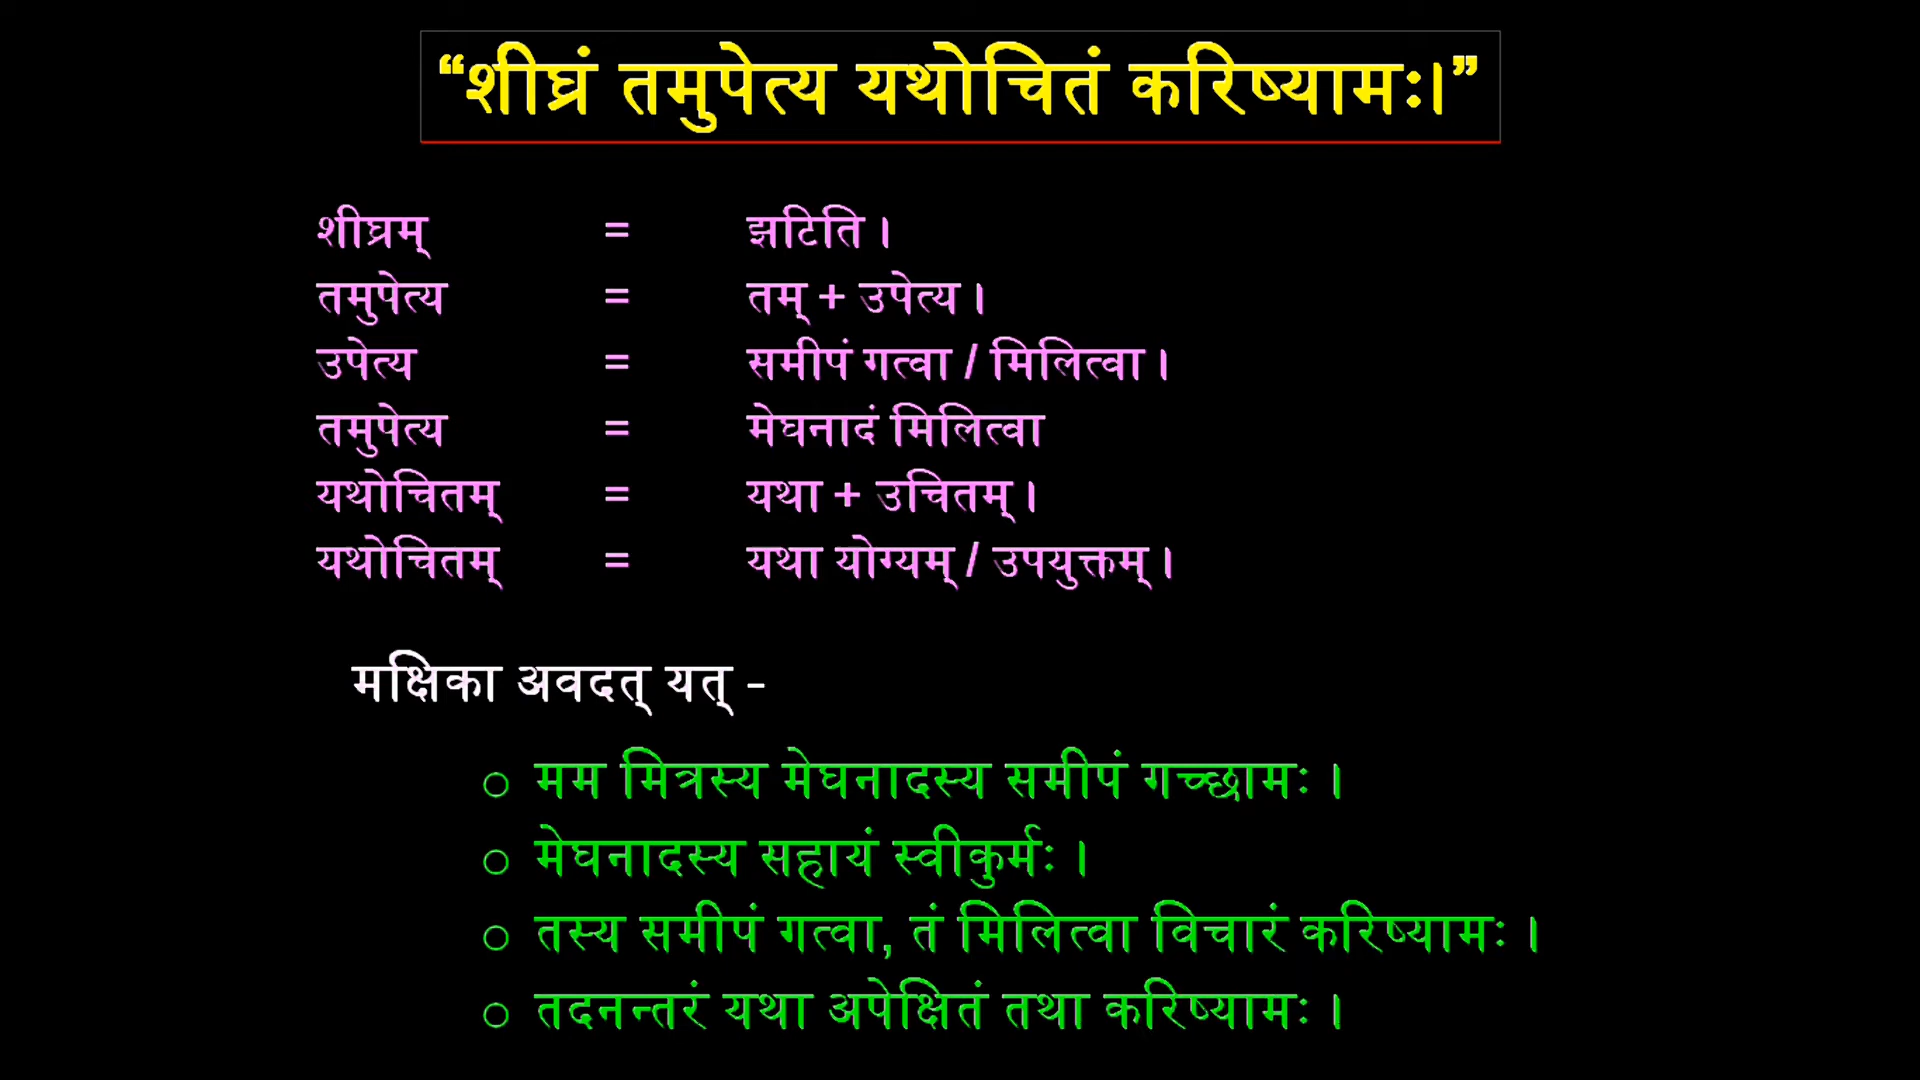 “शीघ्रं तमुपेत्य यथोचितं करिष्यामः।”
शीघ्रम् = झटिति ।
तमुपेत्य = तम् + उपेत्य ।
उपेत्य = समीपं गत्वा / मिलित्वा ।
तमुपेत्य = मेघनादं मिलित्वा
यथोचितम् = यथा + उचितम् ।
यथोचितम् = यथा योग्यम् / उपयुक्तम् ।
मक्षिका अवदत् यत् -
○ मम मित्रस्य मेघनादस्य समीपं गच्छामः ।
○ मेघनादस्य सहायं स्वीकुर्मः ।
○ तस्य समीपं गत्वा, तं मिलित्वा विचारं करिष्यामः ।
○ तदनन्तरं यथा अपेक्षितं तथा करिष्यामः ।